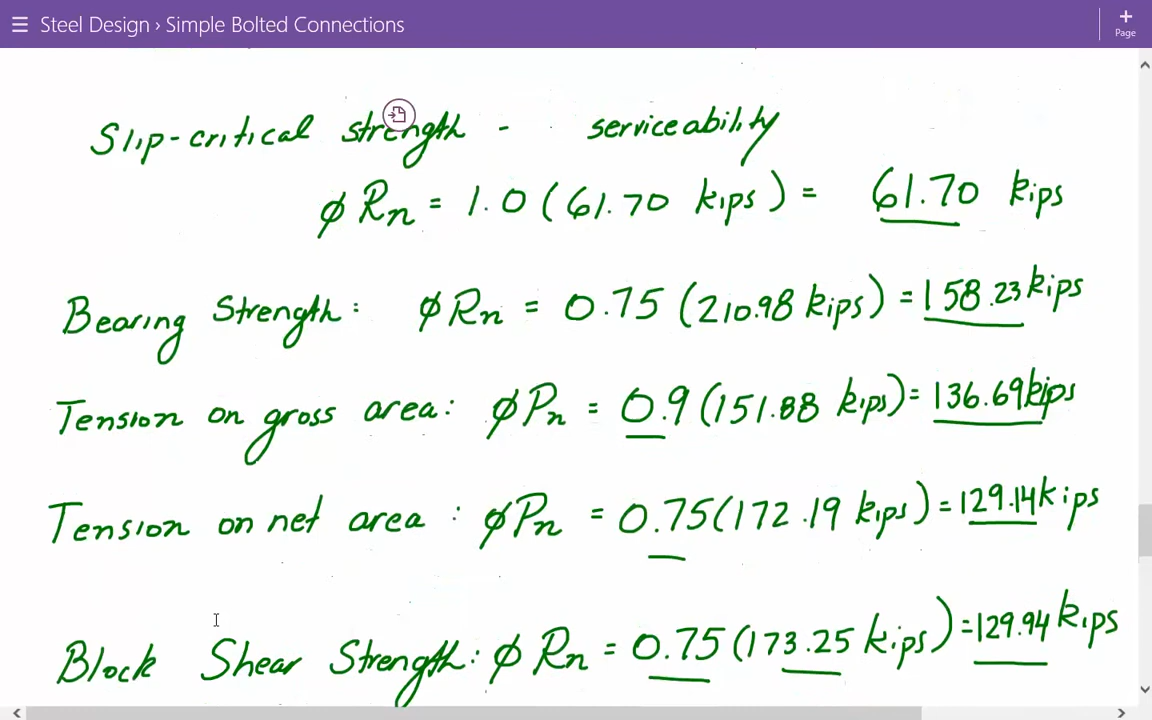 Steel Design › Simple Bolted Connections
Page
Slip-critical strength - serviceability
φRn = 1.0 (61.70 kips) = 61.70 kips
Bearing Strength: φRn = 0.75 (210.98 kips) = 158.23 kips
Tension on gross area: φPn = 0.9 (151.88 kips) = 136.69 kips
Tension on net area : φPn = 0.75 (172.19 kips) = 129.14 kips
Block Shear Strength: φRn = 0.75 (173.25 kips) = 129.94 kips